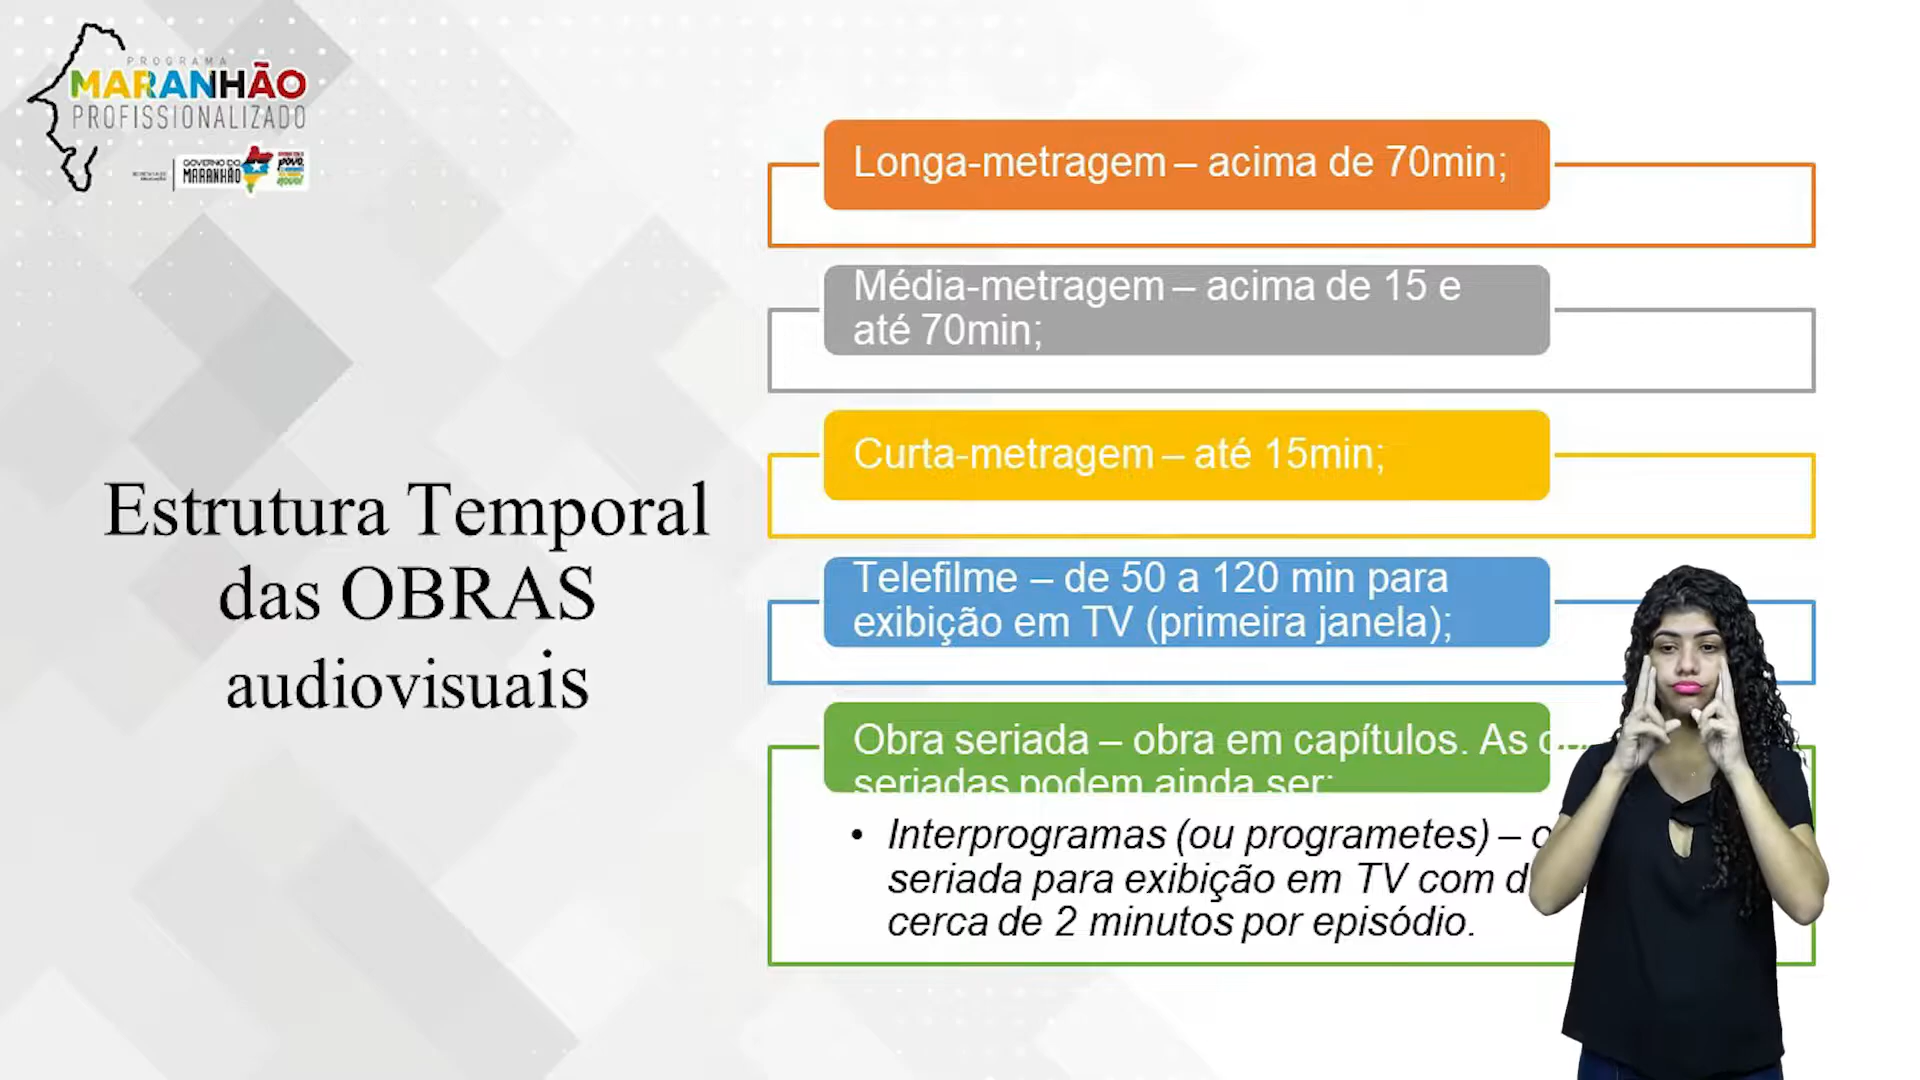 PROGRAMA
MARANHÃO
PROFISSIONALIZADO
GOVERNO DO
MARANHÃO
Estrutura Temporal
das OBRAS
audiovisuais
Longa-metragem – acima de 70min;
Média-metragem – acima de 15 e
até 70min;
Curta-metragem – até 15min;
Telefilme – de 50 a 120 min para
exibição em TV (primeira janela);
Obra seriada – obra em capítulos. As
seriadas podem ainda ser:
• Interprogramas (ou programetes) –
seriada para exibição em TV com
cerca de 2 minutos por episódio.